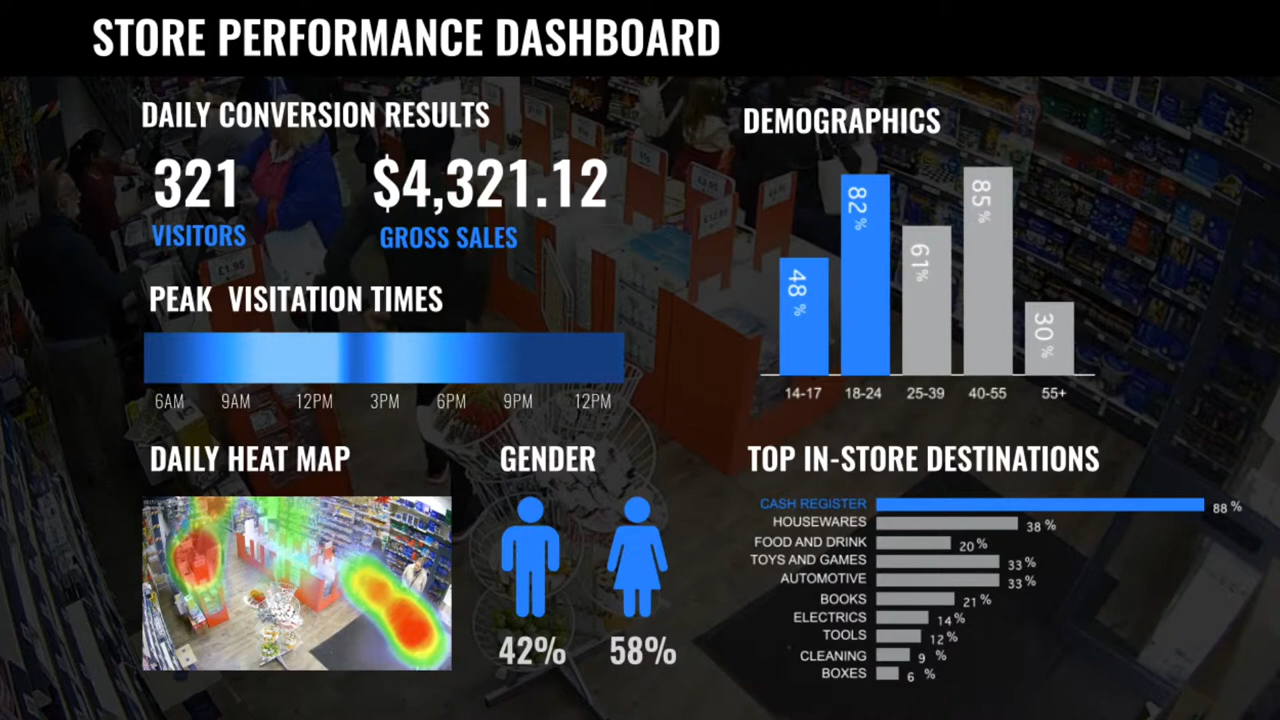 STORE PERFORMANCE DASHBOARD
DAILY CONVERSION RESULTS
321
$4,321.12
VISITORS
GROSS SALES
PEAK VISITATION TIMES
6AM 9AM 12PM 3PM 6PM 9PM 12PM
DEMOGRAPHICS
48 %
82 %
61%
85 %
30 %
14-17 18-24 25-39 40-55 55+
DAILY HEAT MAP
GENDER
42% 58%
TOP IN-STORE DESTINATIONS
CASH REGISTER 88 %
HOUSEWARES 38 %
FOOD AND DRINK 20 %
TOYS AND GAMES 33 %
AUTOMOTIVE 33 %
BOOKS 21 %
ELECTRICS 14 %
TOOLS 12 %
CLEANING 9 %
BOXES 6 %
£1.95